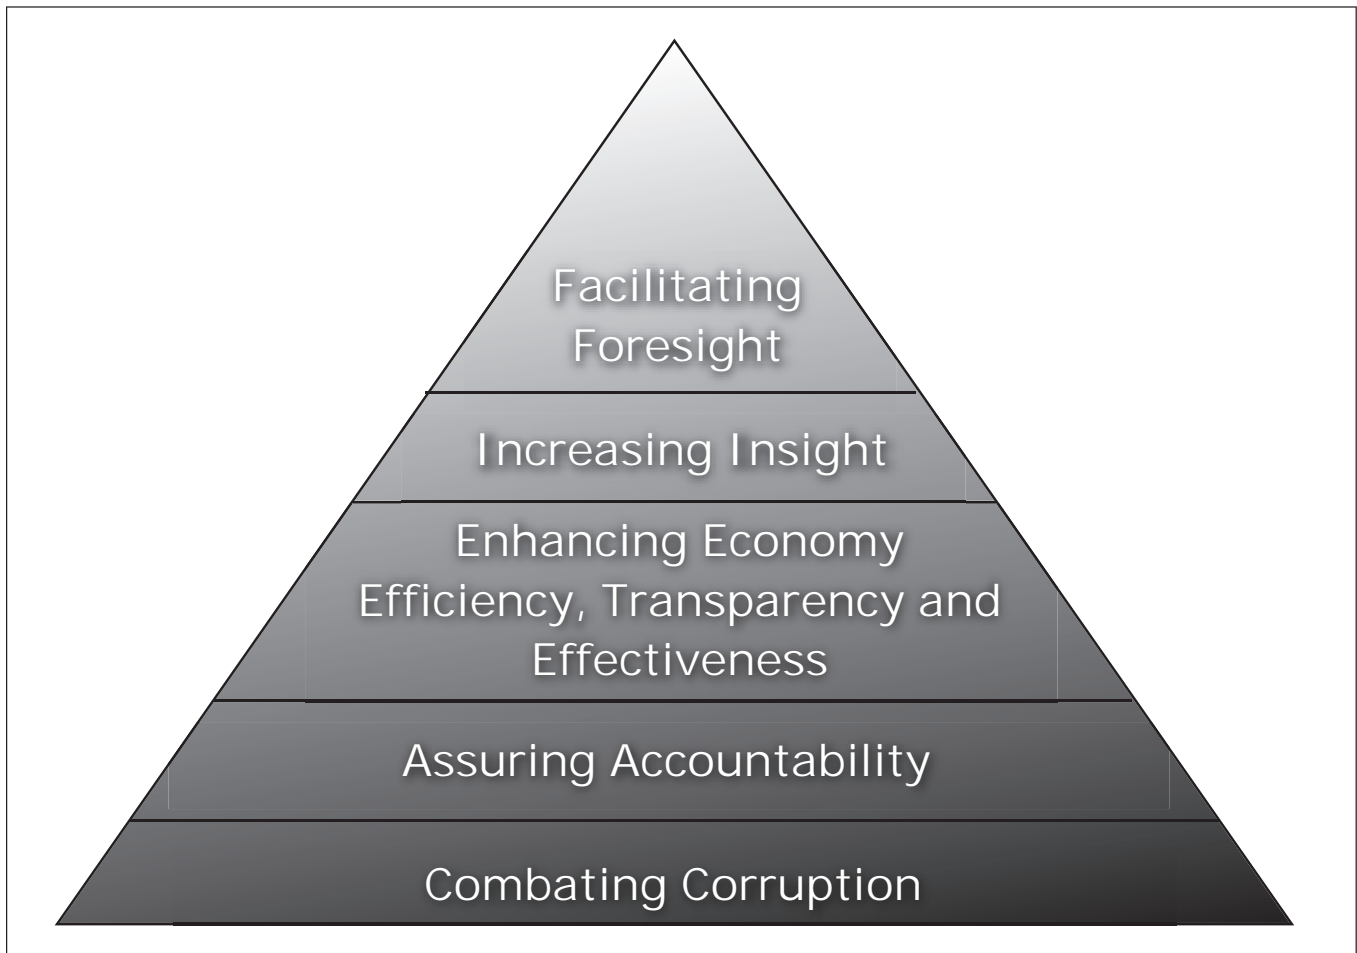 Facilitating
Foresight
Increasing Insight
Enhancing Economy
Efficiency, Transparency and
Effectiveness
Assuring Accountability
Combating Corruption